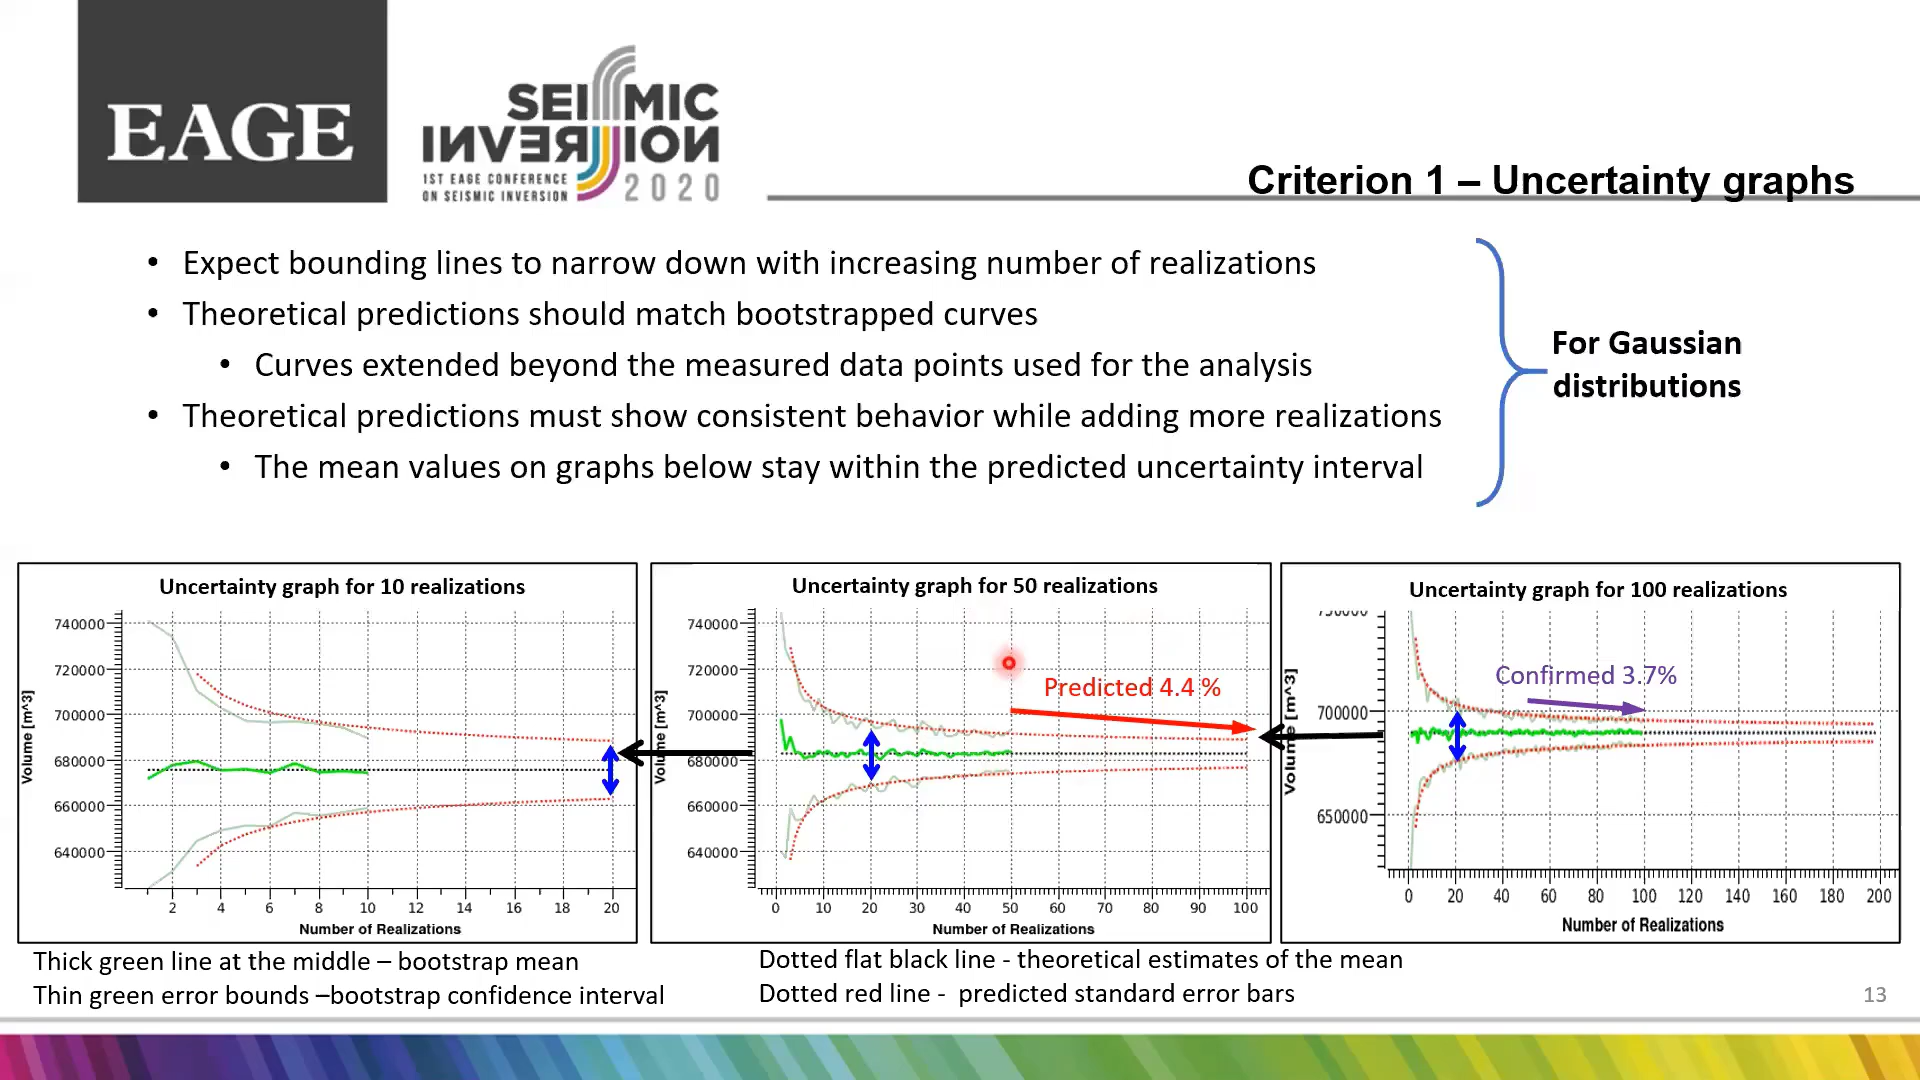 EAGE
SEISMIC
INVERSION
1ST EAGE CONFERENCE
ON SEISMIC INVERSION
2020
Criterion 1 – Uncertainty graphs
• Expect bounding lines to narrow down with increasing number of realizations
• Theoretical predictions should match bootstrapped curves
• Curves extended beyond the measured data points used for the analysis
• Theoretical predictions must show consistent behavior while adding more realizations
• The mean values on graphs below stay within the predicted uncertainty interval
For Gaussian
distributions
Uncertainty graph for 10 realizations
740000
720000
700000
680000
660000
640000
Volume [m^3]
2 4 6 8 10 12 14 16 18 20
Number of Realizations
Uncertainty graph for 50 realizations
740000
720000
700000
680000
660000
640000
Volume [m^3]
Predicted 4.4 %
0 10 20 30 40 50 60 70 80 90 100
Number of Realizations
Uncertainty graph for 100 realizations
750000
700000
650000
Volume [m^3]
Confirmed 3.7%
0 20 40 60 80 100 120 140 160 180 200
Number of Realizations
Thick green line at the middle – bootstrap mean
Thin green error bounds –bootstrap confidence interval
Dotted flat black line - theoretical estimates of the mean
Dotted red line - predicted standard error bars
13